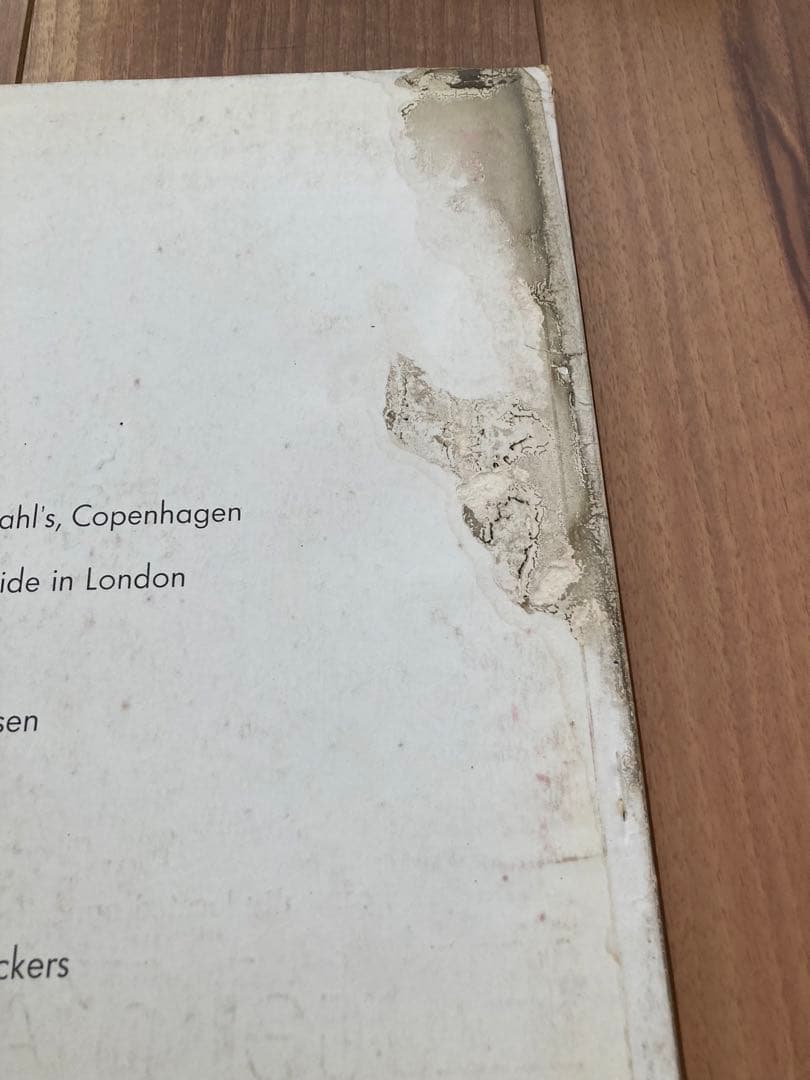 ahl's, Copenhagen
ide in London
sen
ckers